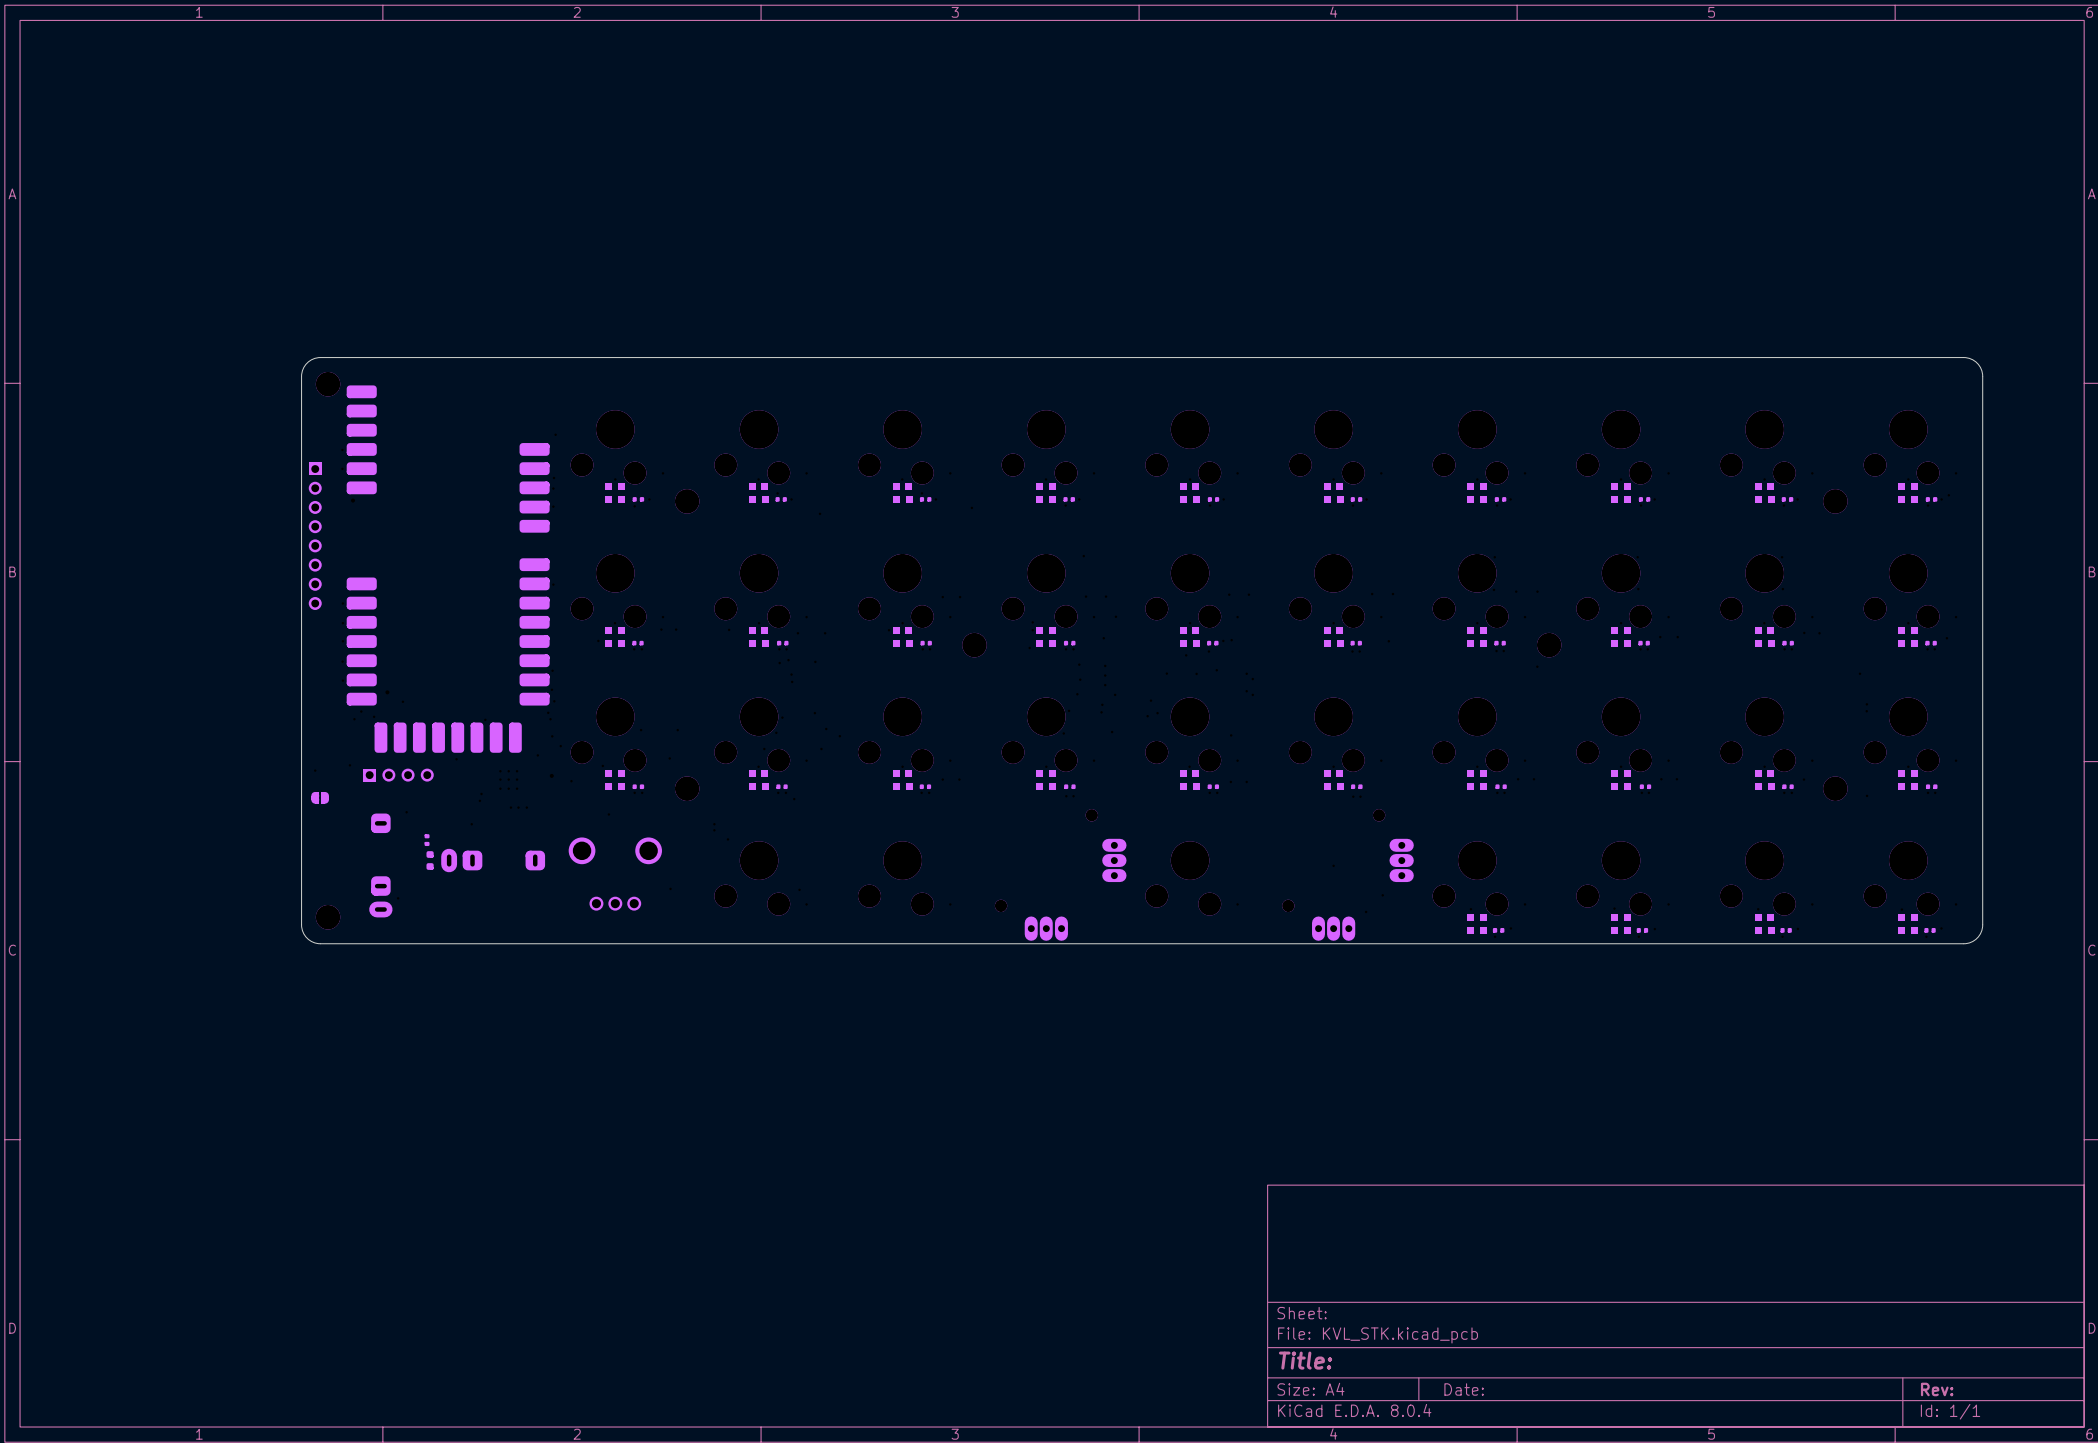 1 2 3 4 5 6
A A
B B
C C
D D
Sheet:
File: KVL_STK.kicad_pcb
Title:
Size: A4 Date: Rev:
KiCad E.D.A. 8.0.4 Id: 1/1
1 2 3 4 5 6